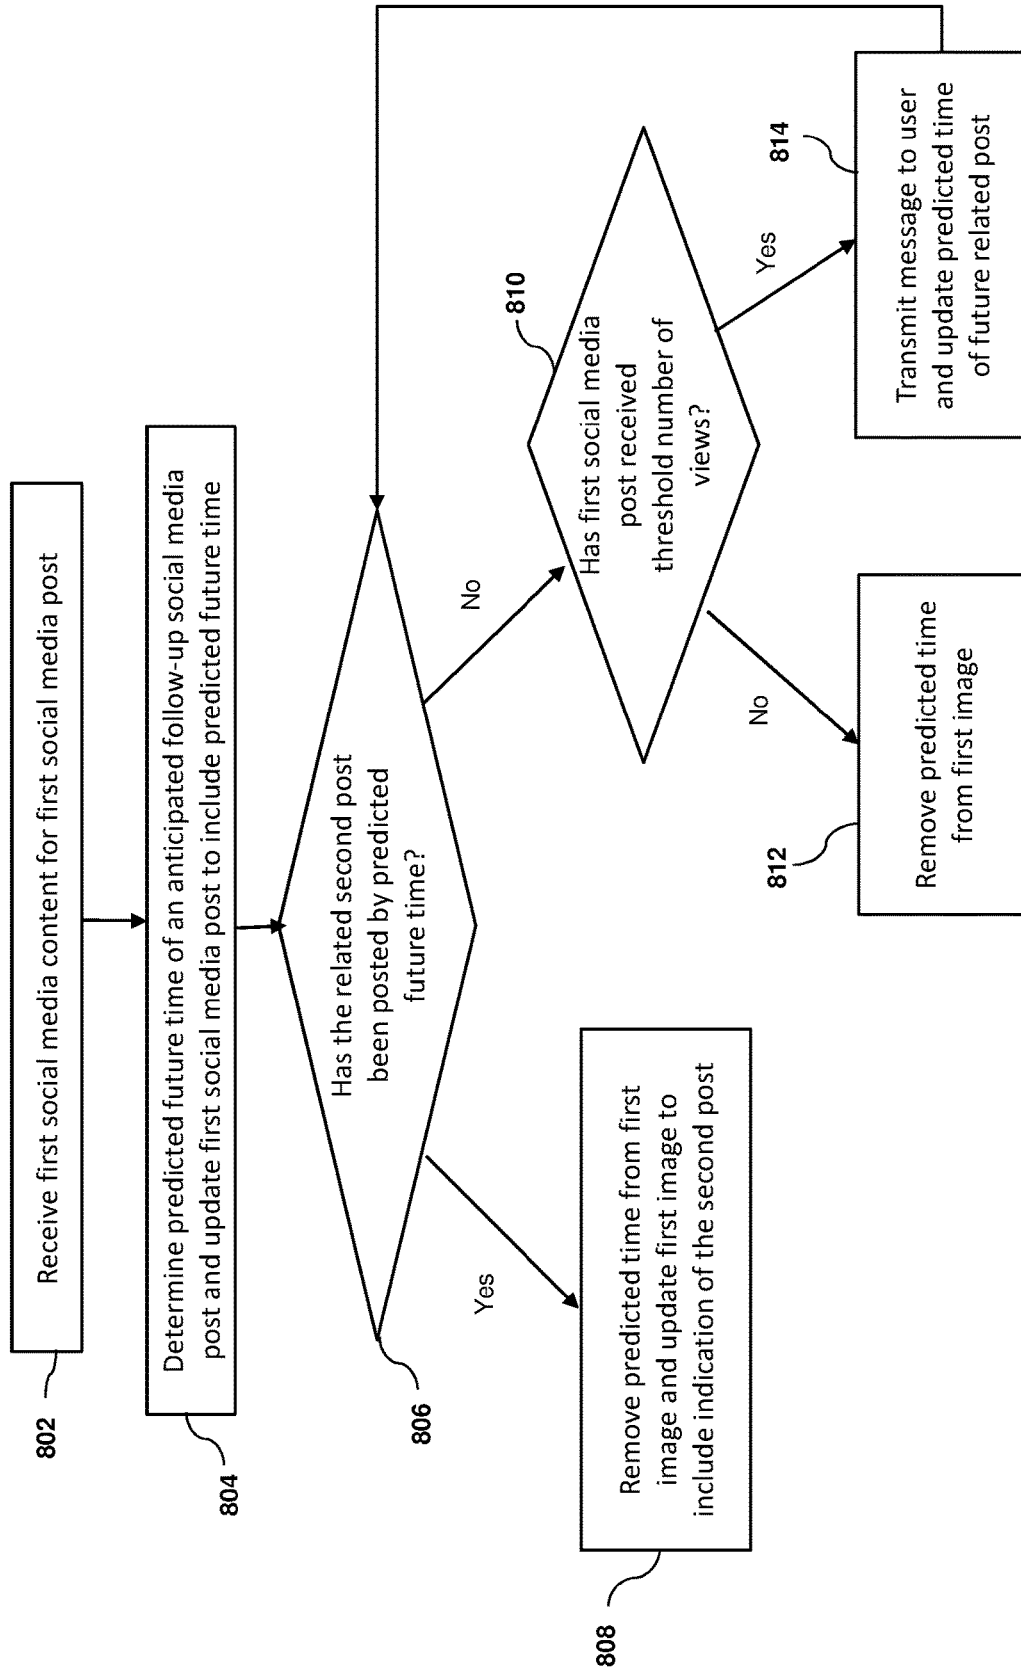 802
Receive first social media content for first social media post
804
Determine predicted future time of an anticipated follow-up social media
post and update first social media post to include predicted future time
806
Has the related second post
been posted by predicted
future time?
Yes
No
808
Remove predicted time from first
image and update first image to
include indication of the second post
810
Has first social media
post received
threshold number of
views?
No
Yes
812
Remove predicted time
from first image
814
Transmit message to user
and update predicted time
of future related post